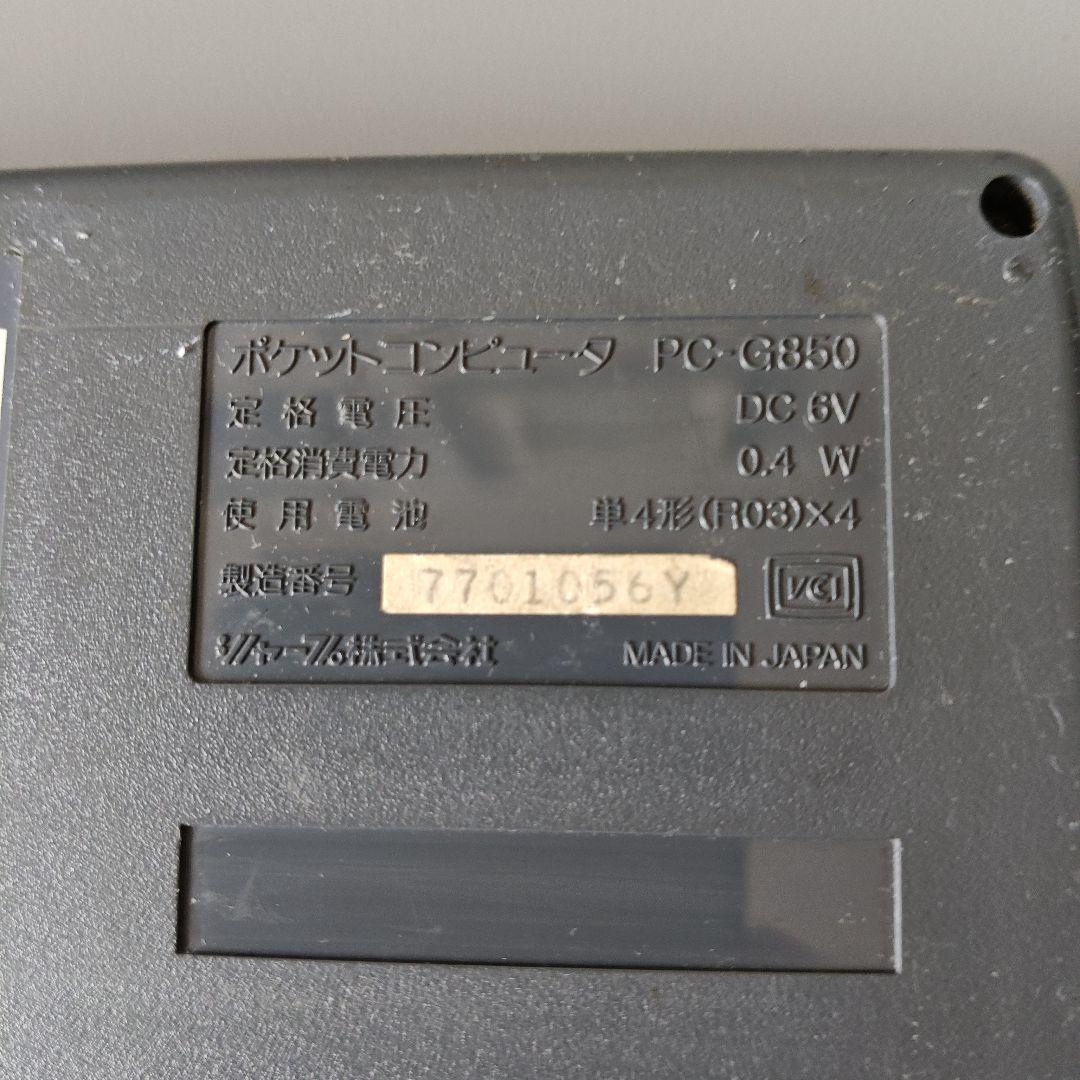 ポケットコンピュータ PC-G850
定格電圧 DC 6V
定格消費電力 0.4 W
使用電池 単4形(R03)×4
製造番号 7701056Y VCI
シャープ株式会社 MADE IN JAPAN